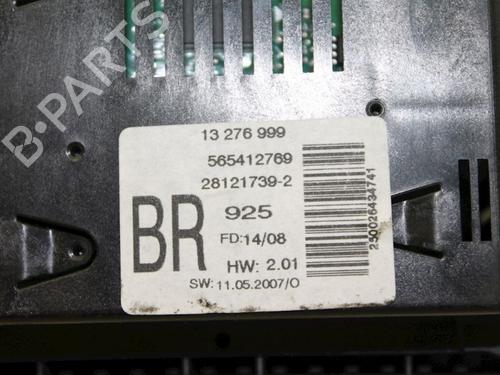 B-PARTS
13 276 999
565412769
28121739-2
BR
925
FD:14/08
HW: 2.01
SW: 11.05.2007/O
250026434741